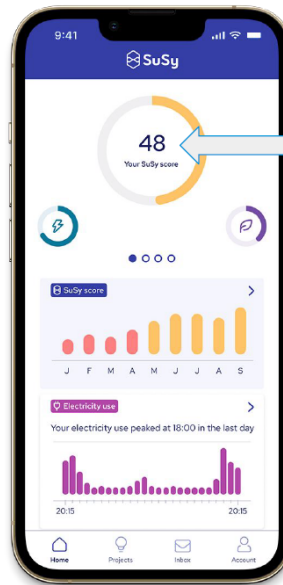 9:41
SuSy
48
Your SuSy score
SuSy score
J F M A M J J A S
Electricity use
Your electricity use peaked at 18:00 in the last day
20:15 20:15
Home Projects Inbox Account